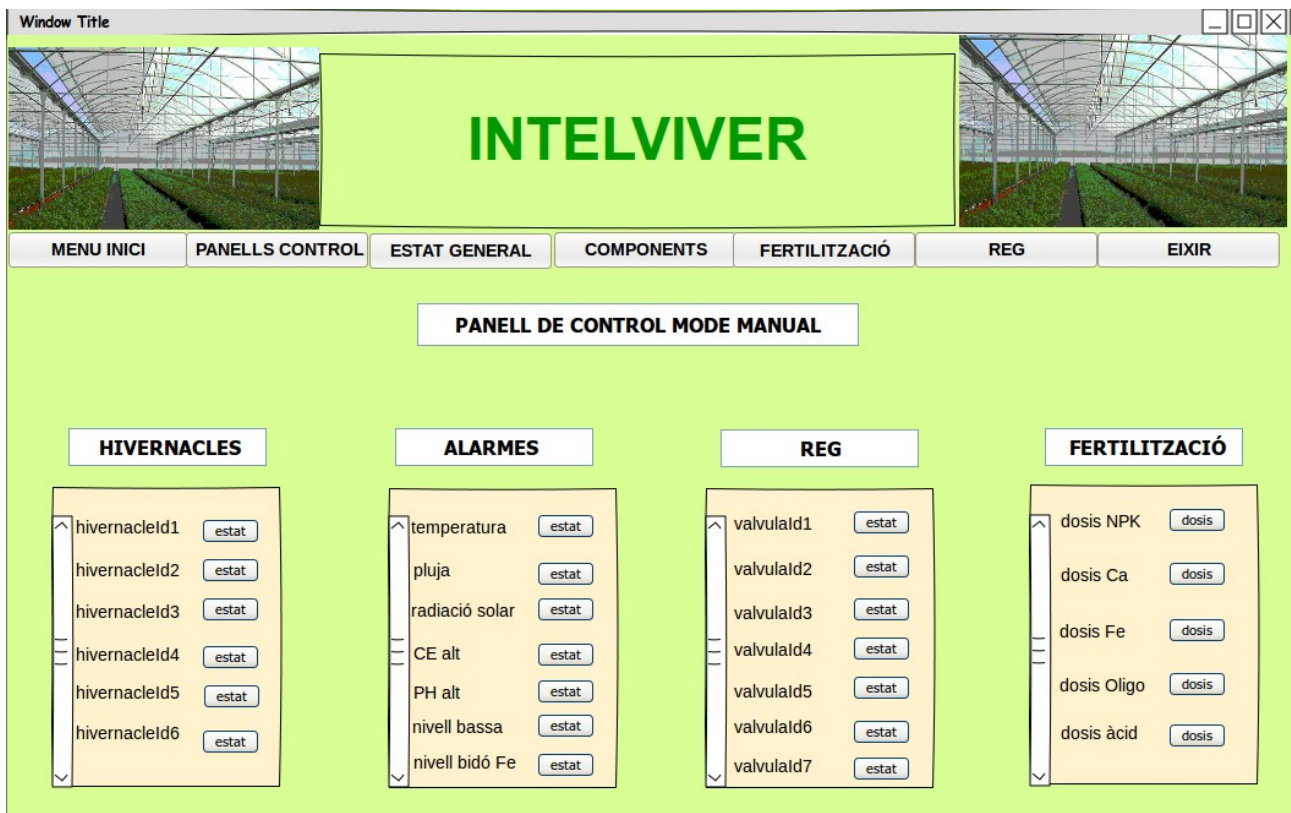 Window Title
INTELVIVER
MENU INICI
PANELLS CONTROL
ESTAT GENERAL
COMPONENTS
FERTILITZACIÓ
REG
EIXIR
PANELL DE CONTROL MODE MANUAL
HIVERNACLES
hivernacleId1 estat
hivernacleId2 estat
hivernacleId3 estat
hivernacleId4 estat
hivernacleId5 estat
hivernacleId6 estat
ALARMES
temperatura estat
pluja estat
radiació solar estat
CE alt estat
PH alt estat
nivell bassa estat
nivell bidó Fe estat
REG
valvulaId1 estat
valvulaId2 estat
valvulaId3 estat
valvulaId4 estat
valvulaId5 estat
valvulaId6 estat
valvulaId7 estat
FERTILITZACIÓ
dosis NPK dosis
dosis Ca dosis
dosis Fe dosis
dosis Oligo dosis
dosis àcid dosis